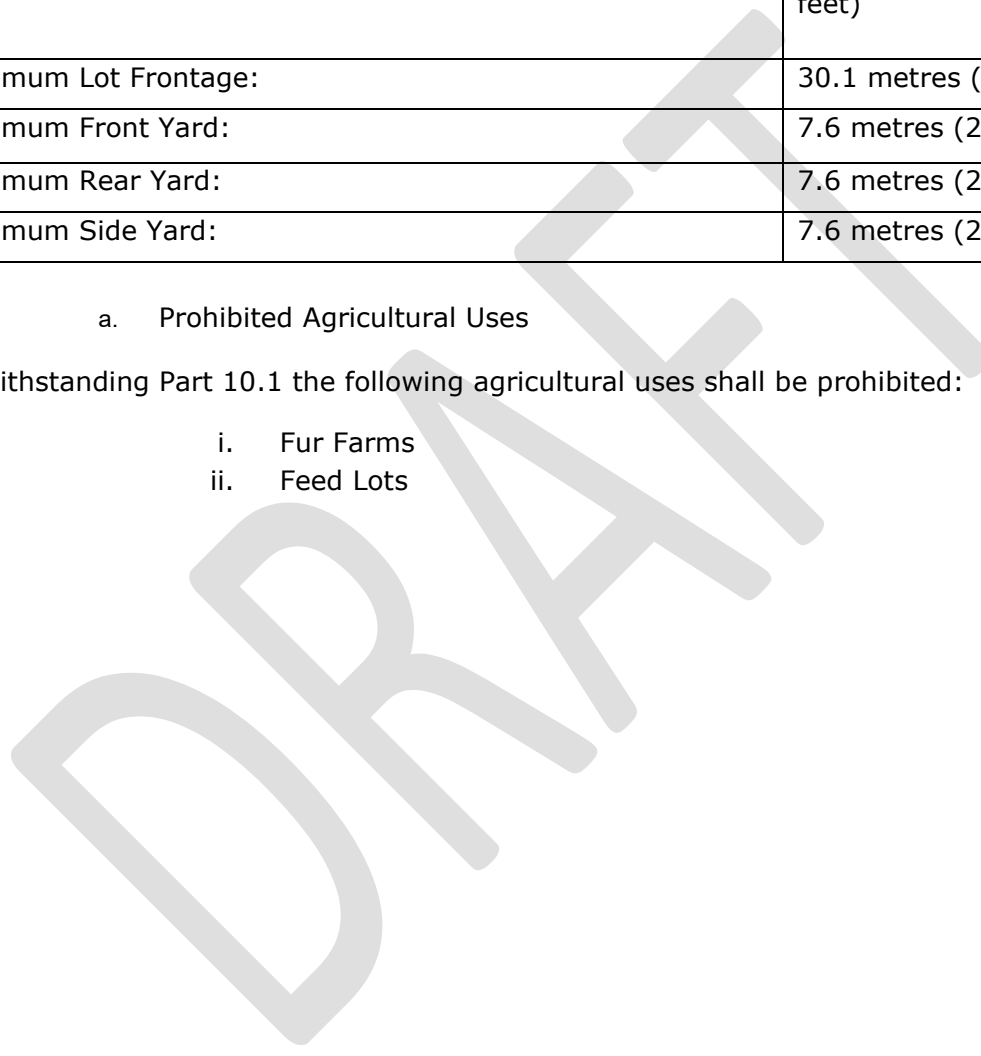 feet)
mum Lot Frontage: 30.1 metres (
mum Front Yard: 7.6 metres (2
mum Rear Yard: 7.6 metres (2
mum Side Yard: 7.6 metres (2
a. Prohibited Agricultural Uses
ithstanding Part 10.1 the following agricultural uses shall be prohibited:
i. Fur Farms
ii. Feed Lots
DRAFT